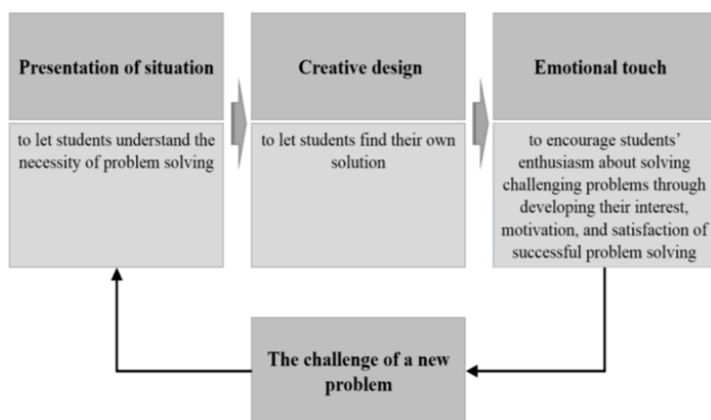 Presentation of situation
to let students understand the
necessity of problem solving
Creative design
to let students find their own
solution
Emotional touch
to encourage students’
enthusiasm about solving
challenging problems through
developing their interest,
motivation, and satisfaction of
successful problem solving
The challenge of a new
problem